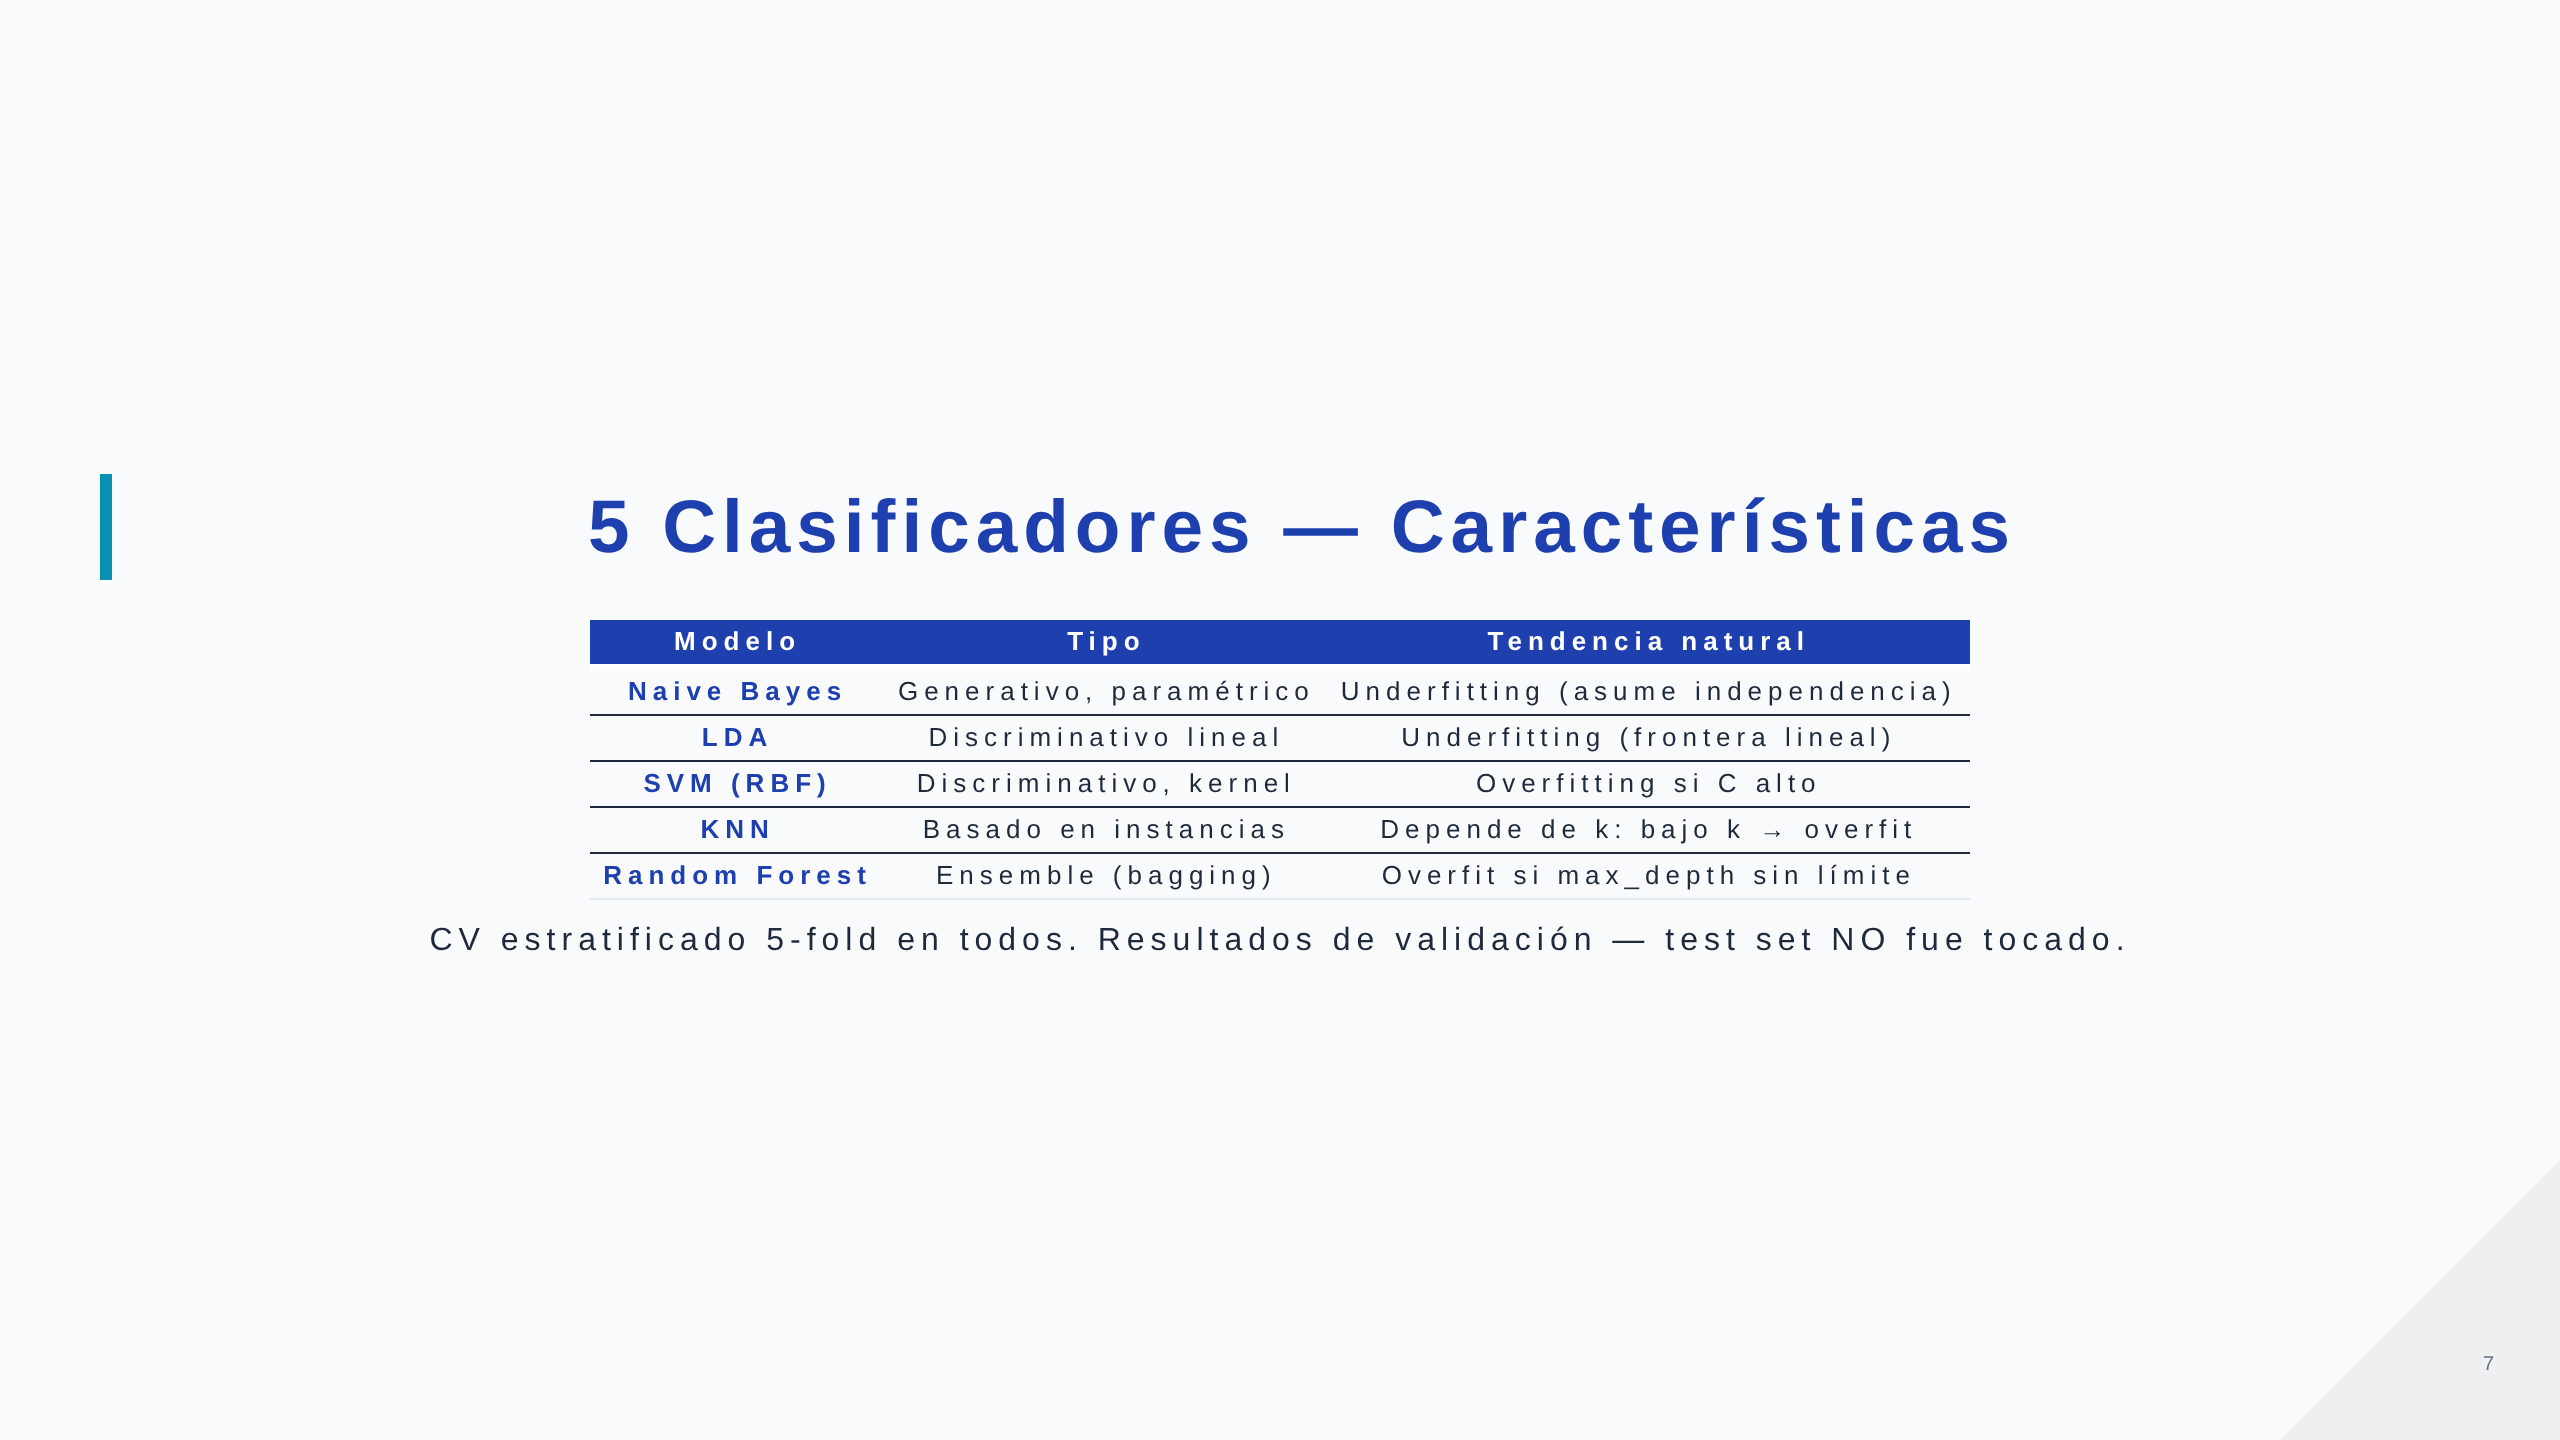 5 Clasificadores — Características
Modelo Tipo Tendencia natural
Naive Bayes Generativo, paramétrico Underfitting (asume independencia)
LDA Discriminativo lineal Underfitting (frontera lineal)
SVM (RBF) Discriminativo, kernel Overfitting si C alto
KNN Basado en instancias Depende de k: bajo k → overfit
Random Forest Ensemble (bagging) Overfit si max_depth sin límite
CV estratificado 5-fold en todos. Resultados de validación — test set NO fue tocado.
7